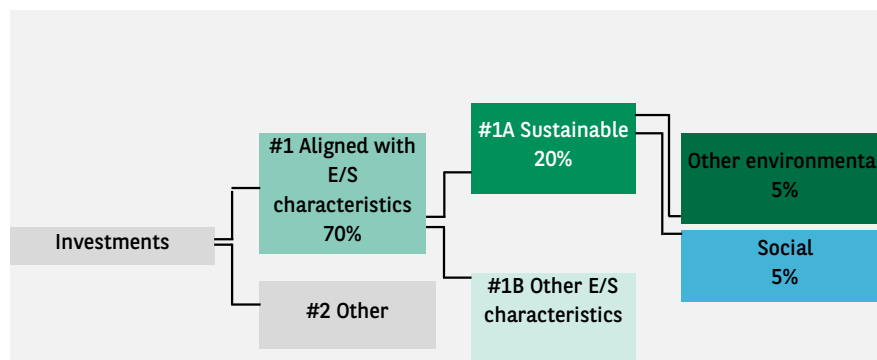 Investments
#1 Aligned with
E/S
characteristics
70%
#2 Other
#1A Sustainable
20%
#1B Other E/S
characteristics
Other environmenta
5%
Social
5%